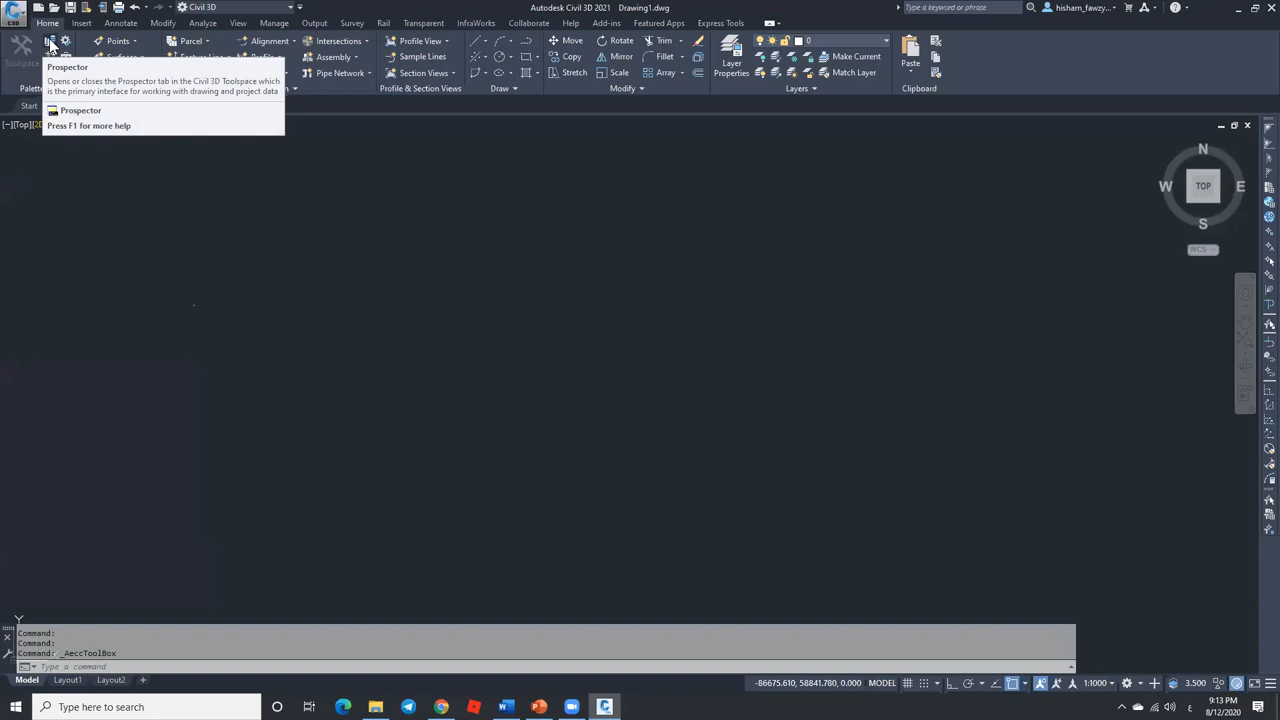 Civil 3D
Autodesk Civil 3D 2021 Drawing1.dwg
Type a keyword or phrase
hisham_fawzy...
C3D
Home Insert Annotate Modify Analyze View Manage Output Survey Rail Transparent InfraWorks Collaborate Help Add-ins Featured Apps Express Tools
Points Parcel Alignment Intersections Profile View Move Rotate Trim 0
Assembly Sample Lines Copy Mirror Fillet Make Current
Toolspace Pipe Network Section Views Stretch Scale Array Layer Properties Match Layer Paste
Profile & Section Views Draw Modify Layers Clipboard
Prospector
Opens or closes the Prospector tab in the Civil 3D Toolspace which
is the primary interface for working with drawing and project data
Prospector
Press F1 for more help
Start
[−][Top]
N
W TOP E
S
WCS
Y
Command:
Command:
Command: _AeccToolBox
Type a command
Model Layout1 Layout2 +
-86675.610, 58841.780, 0.000 MODEL 1:1000 3.500
Type here to search
9:13 PM
8/12/2020